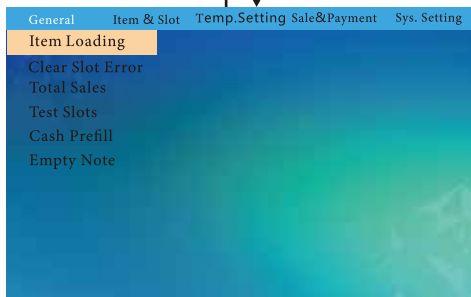 General Item & Slot Temp.Setting Sale&Payment Sys. Setting
Item Loading
Clear Slot Error
Total Sales
Test Slots
Cash Prefill
Empty Note